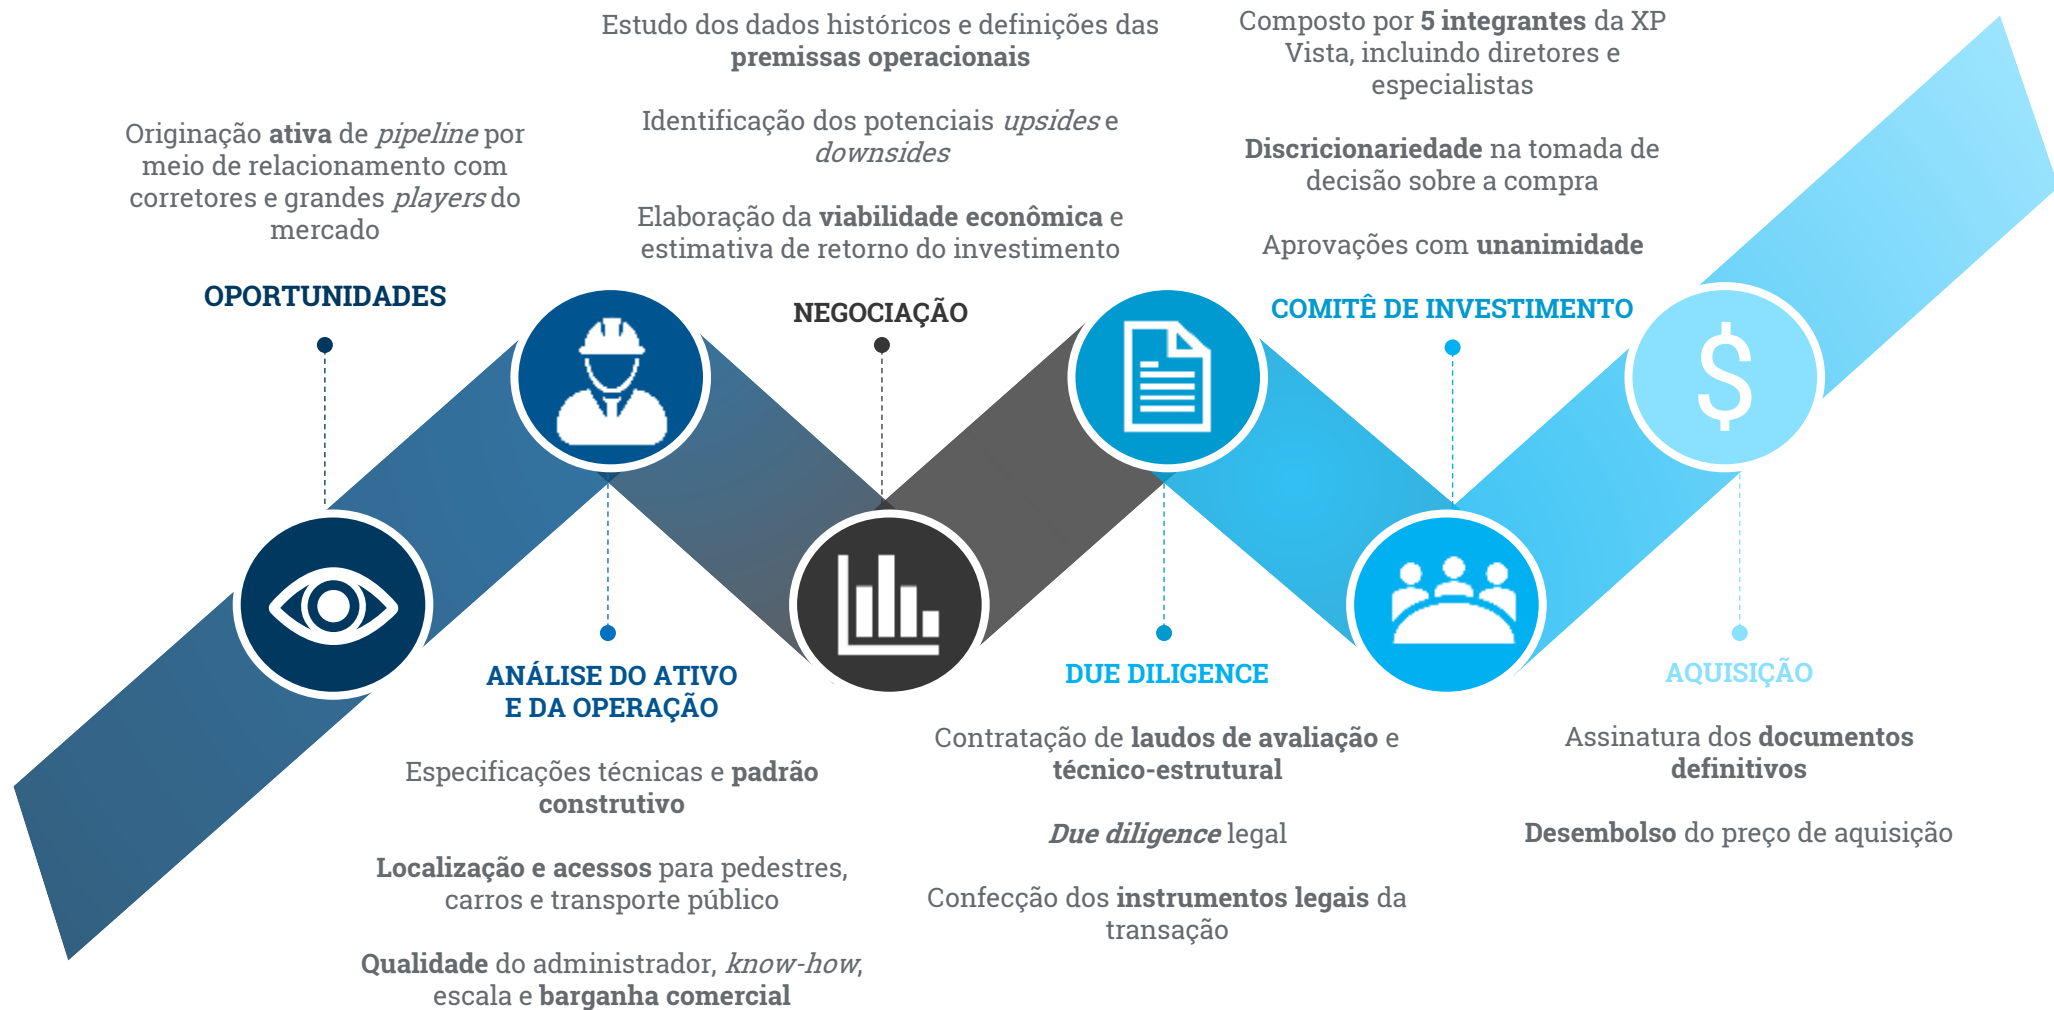 Originação ativa de pipeline por
meio de relacionamento com
corretores e grandes players do
mercado
OPORTUNIDADES
ANÁLISE DO ATIVO
E DA OPERAÇÃO
Especificações técnicas e padrão
construtivo
Localização e acessos para pedestres,
carros e transporte público
Qualidade do administrador, know-how,
escala e barganha comercial
Estudo dos dados históricos e definições das
premissas operacionais
Identificação dos potenciais upsides e
downsides
Elaboração da viabilidade econômica e
estimativa de retorno do investimento
NEGOCIAÇÃO
DUE DILIGENCE
Contratação de laudos de avaliação e
técnico-estrutural
Due diligence legal
Confecção dos instrumentos legais da
transação
Composto por 5 integrantes da XP
Vista, incluindo diretores e
especialistas
Discricionariedade na tomada de
decisão sobre a compra
Aprovações com unanimidade
COMITÊ DE INVESTIMENTO
$
AQUISIÇÃO
Assinatura dos documentos
definitivos
Desembolso do preço de aquisição